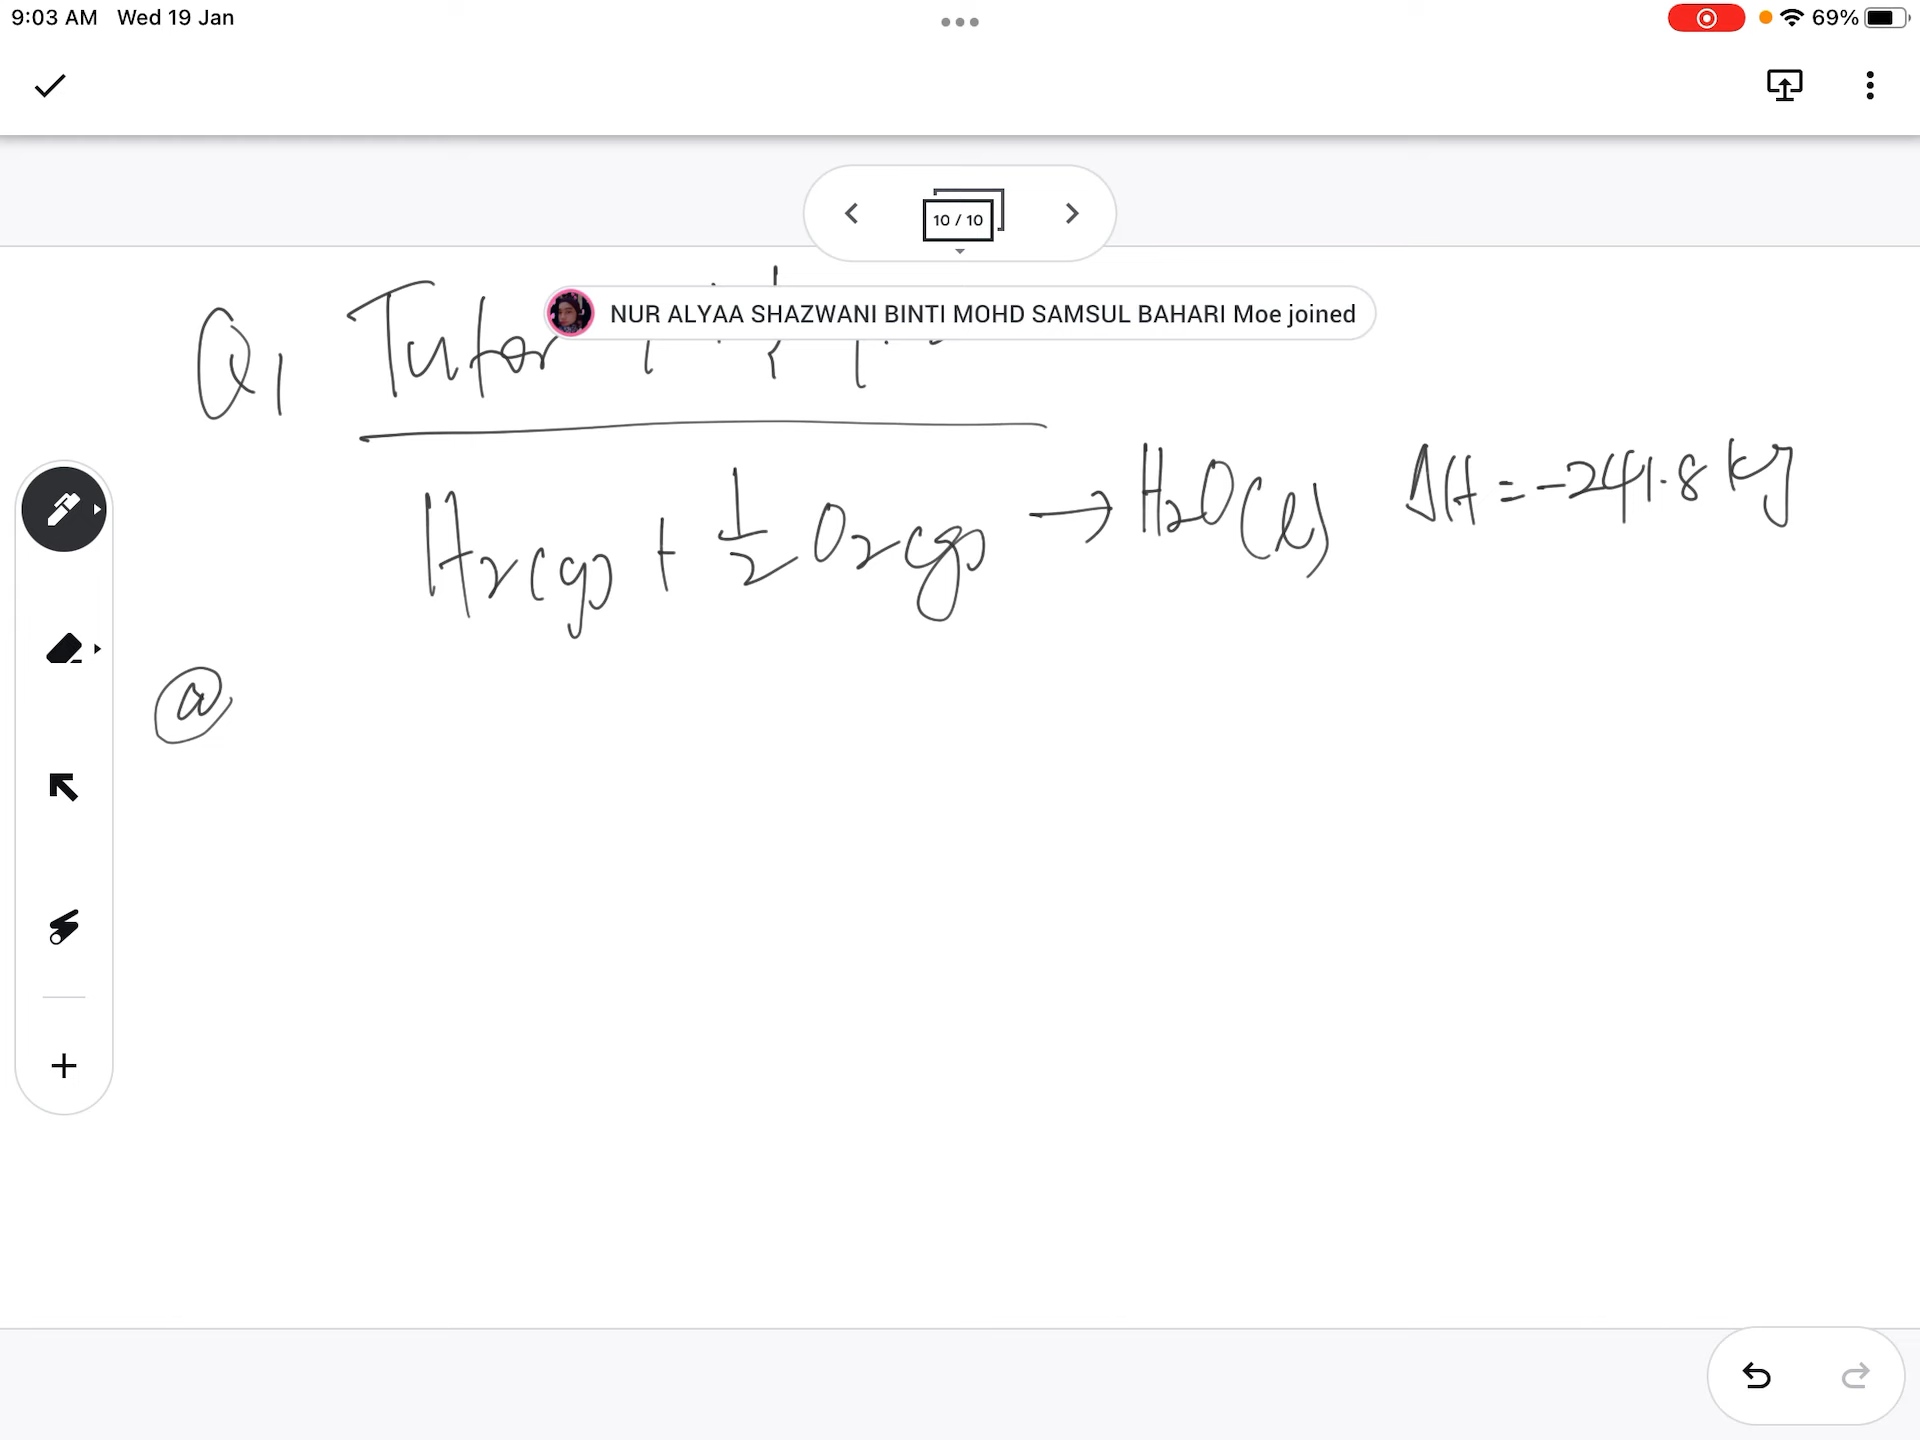 9:03 AM Wed 19 Jan
69%
10 / 10
NUR ALYAA SHAZWANI BINTI MOHD SAMSUL BAHARI Moe joined
Q1 Tutor
H2(g) + 1/2 O2(g) → H2O(l) ΔH = -241.8 kJ
ⓐ